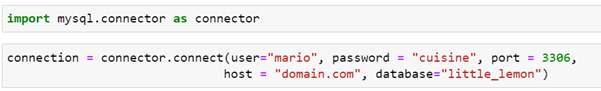 import mysql.connector as connector
connection = connector.connect(user="mario", password = "cuisine", port = 3306,
host = "domain.com", database="little_lemon")